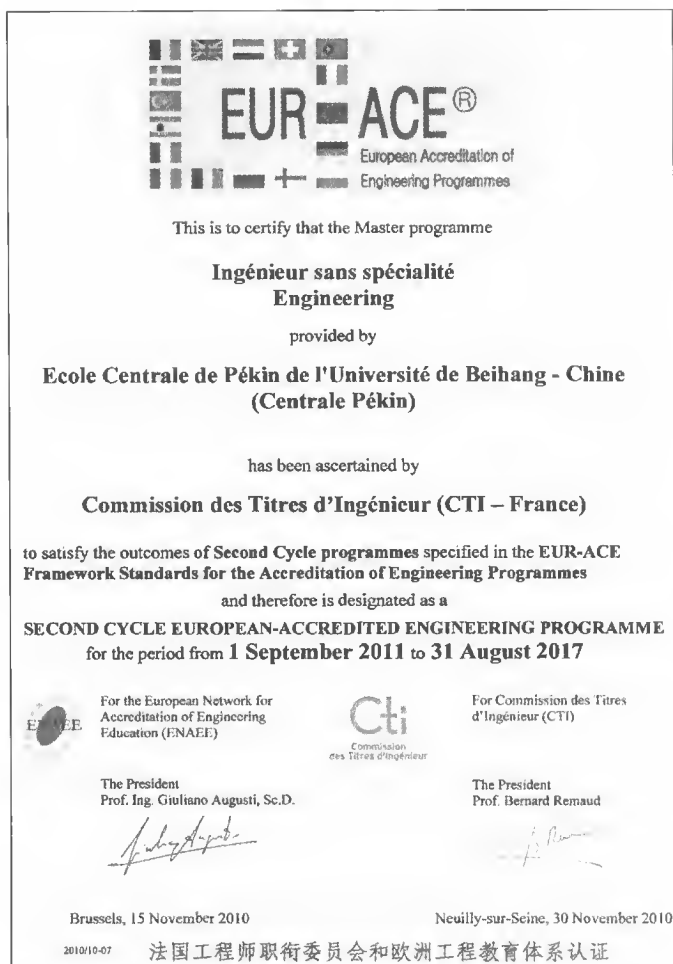 EUR ACE®
European Accreditation of
Engineering Programmes
This is to certify that the Master programme
Ingénieur sans spécialité
Engineering
provided by
Ecole Centrale de Pékin de l'Université de Beihang - Chine
(Centrale Pékin)
has been ascertained by
Commission des Titres d'Ingénieur (CTI – France)
to satisfy the outcomes of Second Cycle programmes specified in the EUR-ACE
Framework Standards for the Accreditation of Engineering Programmes
and therefore is designated as a
SECOND CYCLE EUROPEAN-ACCREDITED ENGINEERING PROGRAMME
for the period from 1 September 2011 to 31 August 2017
ENAEE
For the European Network for
Accreditation of Engineering
Education (ENAEE)
Cti
Commission
des Titres d'Ingénieur
For Commission des Titres
d'Ingénieur (CTI)
The President
Prof. Ing. Giuliano Augusti, Sc.D.
The President
Prof. Bernard Remaud
Brussels, 15 November 2010
Neuilly-sur-Seine, 30 November 2010
2010/10-07 法国工程师职衔委员会和欧洲工程教育体系认证